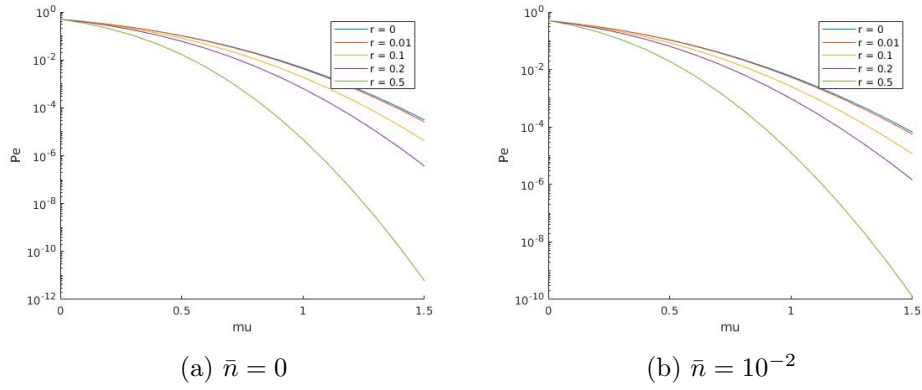 10^0
10^-2
10^-4
10^-6
10^-8
10^-10
10^-12
Pe
0
0.5
1
1.5
mu
r = 0
r = 0.01
r = 0.1
r = 0.2
r = 0.5
(a) n̄ = 0
10^0
10^-2
10^-4
10^-6
10^-8
10^-10
Pe
0
0.5
1
1.5
mu
r = 0
r = 0.01
r = 0.1
r = 0.2
r = 0.5
(b) n̄ = 10^-2